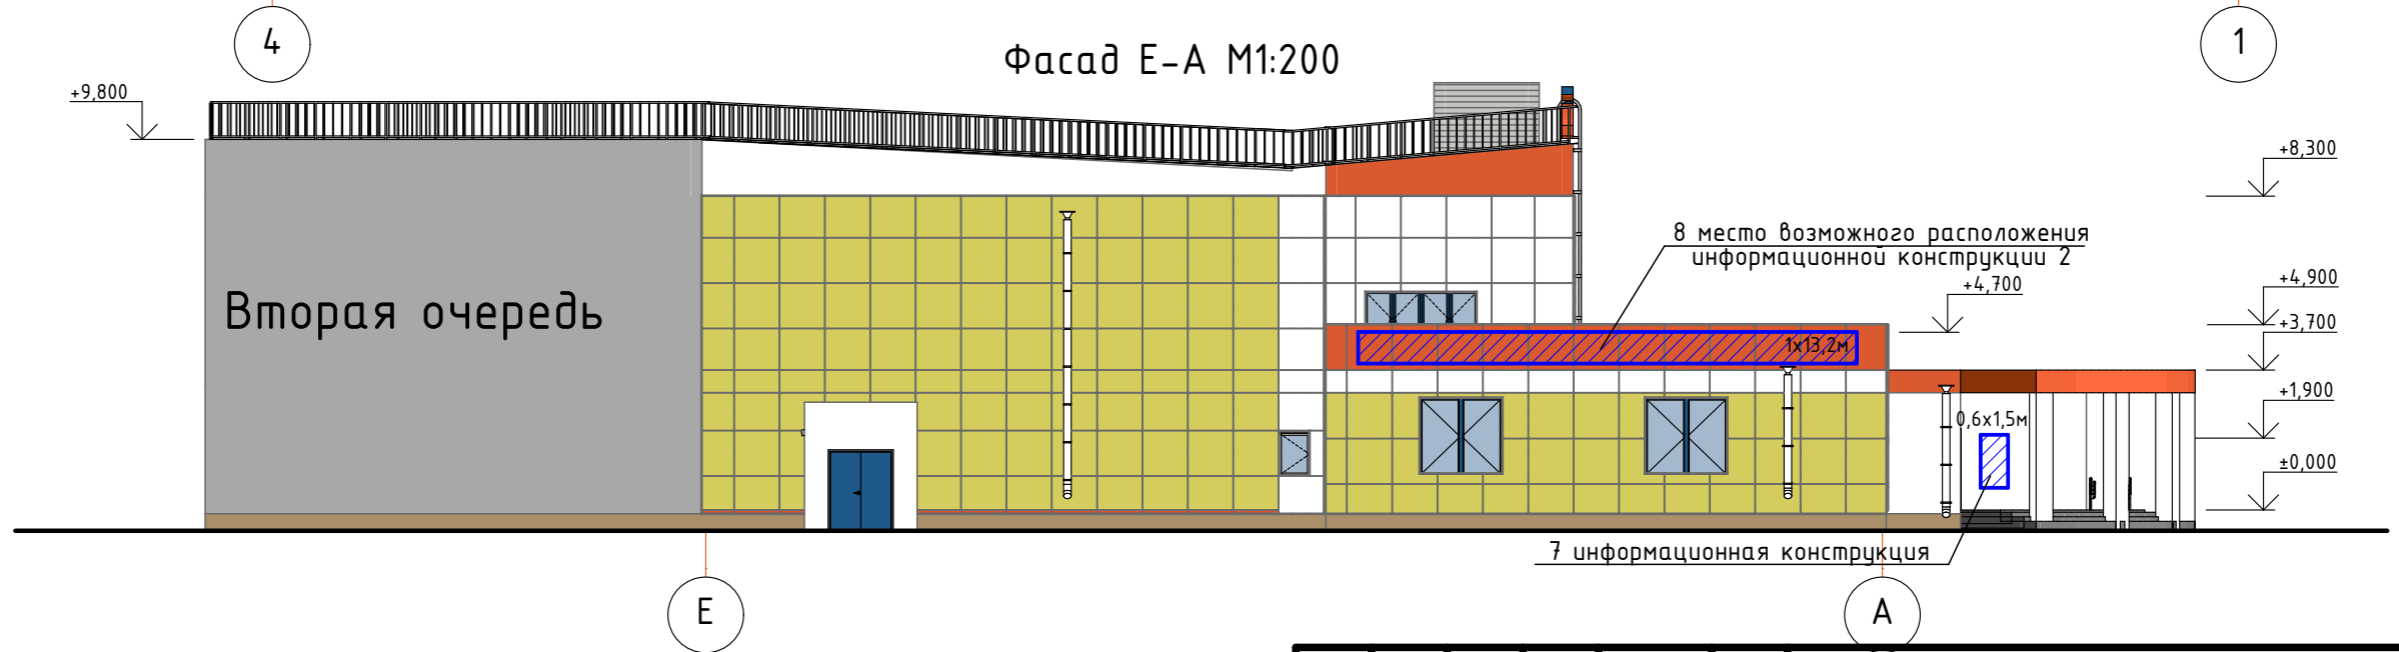 4
1
Фасад Е-А М1:200
+9,800
+8,300
8 место возможного расположения
информационной конструкции 2
+4,700
+4,900
+3,700
1х13,2м
Вторая очередь
+1,900
0,6х1,5м
±0,000
7 информационная конструкция
Е
А